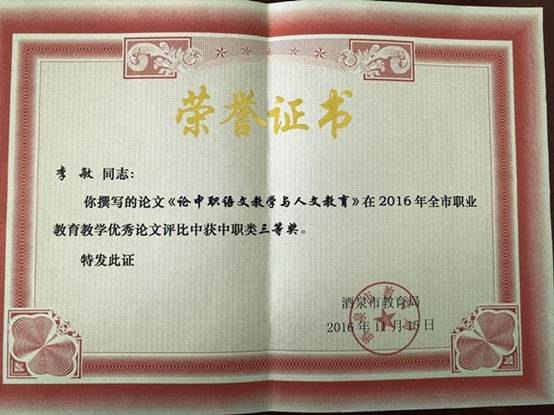 荣誉证书
李敏 同志:
你撰写的论文《论中职语文教学与人文教育》在2016年全市职业
教育教学优秀论文评比中获中职类三等奖。
特发此证
酒泉市教育局
2016年11月15日